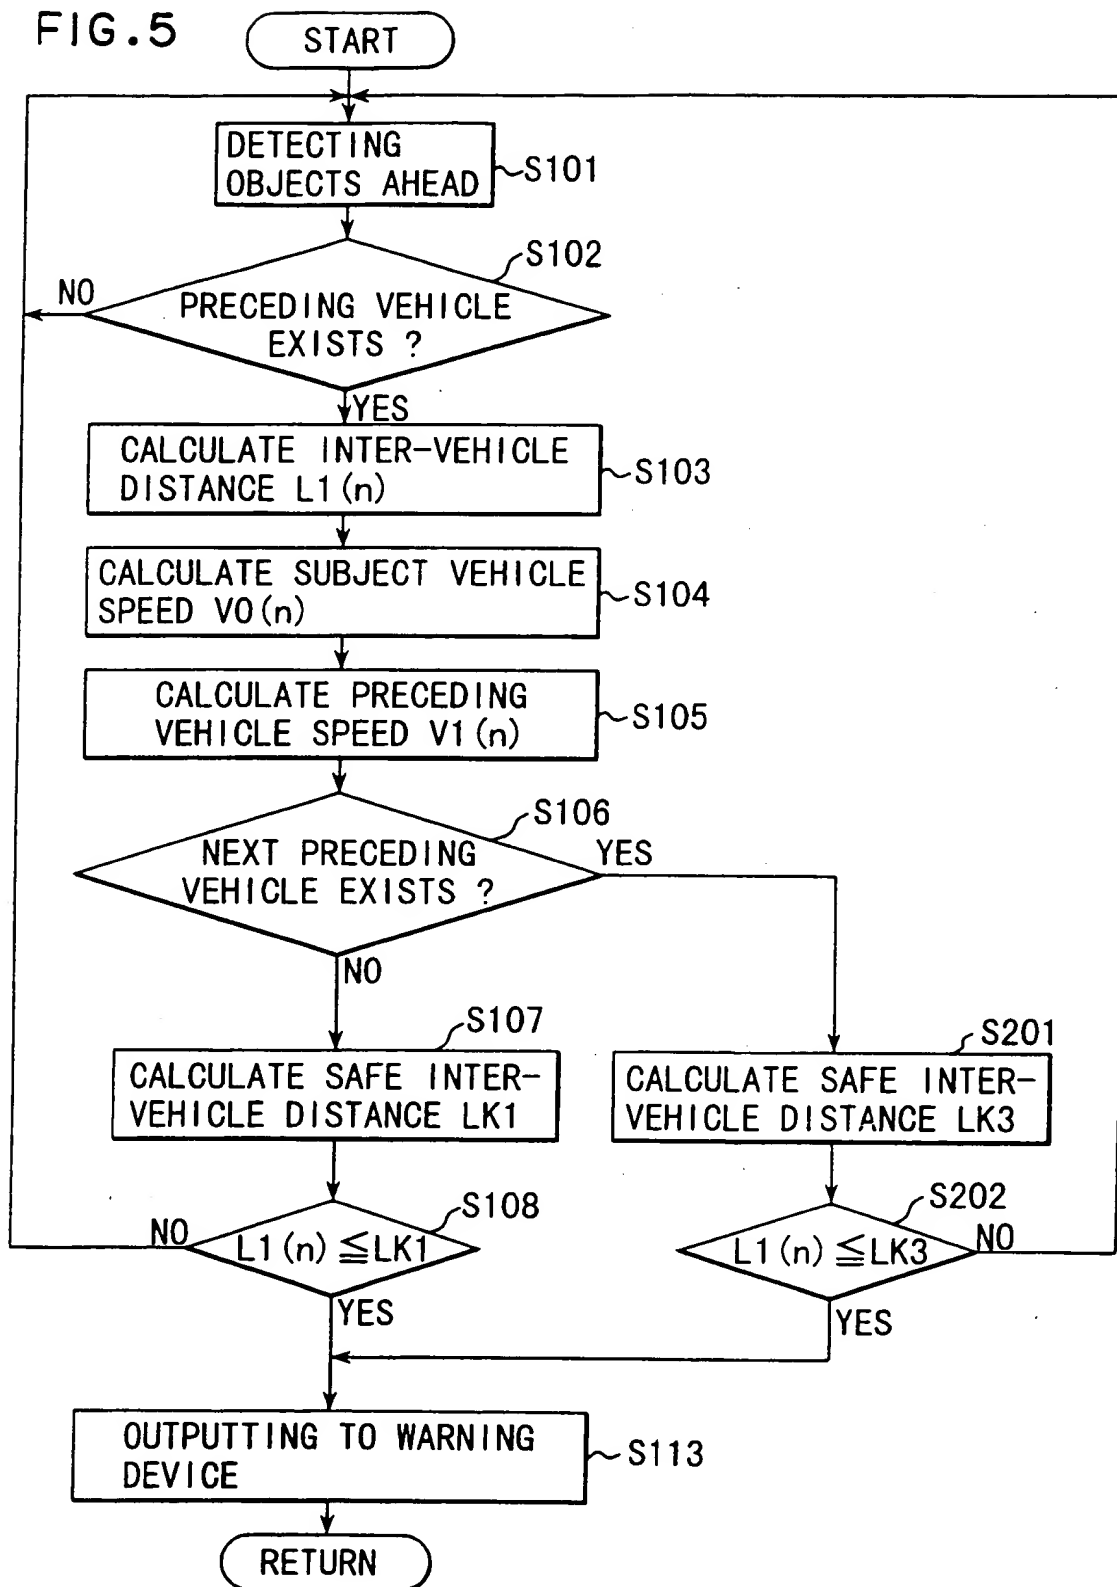 FIG.5
START
DETECTING
OBJECTS AHEAD
S101
S102
NO
PRECEDING VEHICLE
EXISTS ?
YES
CALCULATE INTER-VEHICLE
DISTANCE L1(n)
S103
CALCULATE SUBJECT VEHICLE
SPEED V0(n)
S104
CALCULATE PRECEDING
VEHICLE SPEED V1(n)
S105
S106
NEXT PRECEDING
VEHICLE EXISTS ?
YES
NO
S107
CALCULATE SAFE INTER-
VEHICLE DISTANCE LK1
S201
CALCULATE SAFE INTER-
VEHICLE DISTANCE LK3
S108
NO
L1(n)≦LK1
YES
S202
L1(n)≦LK3
NO
YES
OUTPUTTING TO WARNING
DEVICE
S113
RETURN